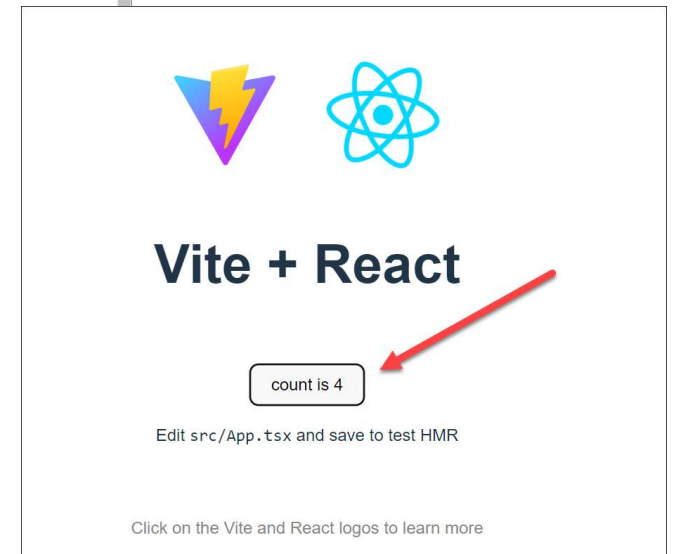 Vite + React
count is 4
Edit src/App.tsx and save to test HMR
Click on the Vite and React logos to learn more